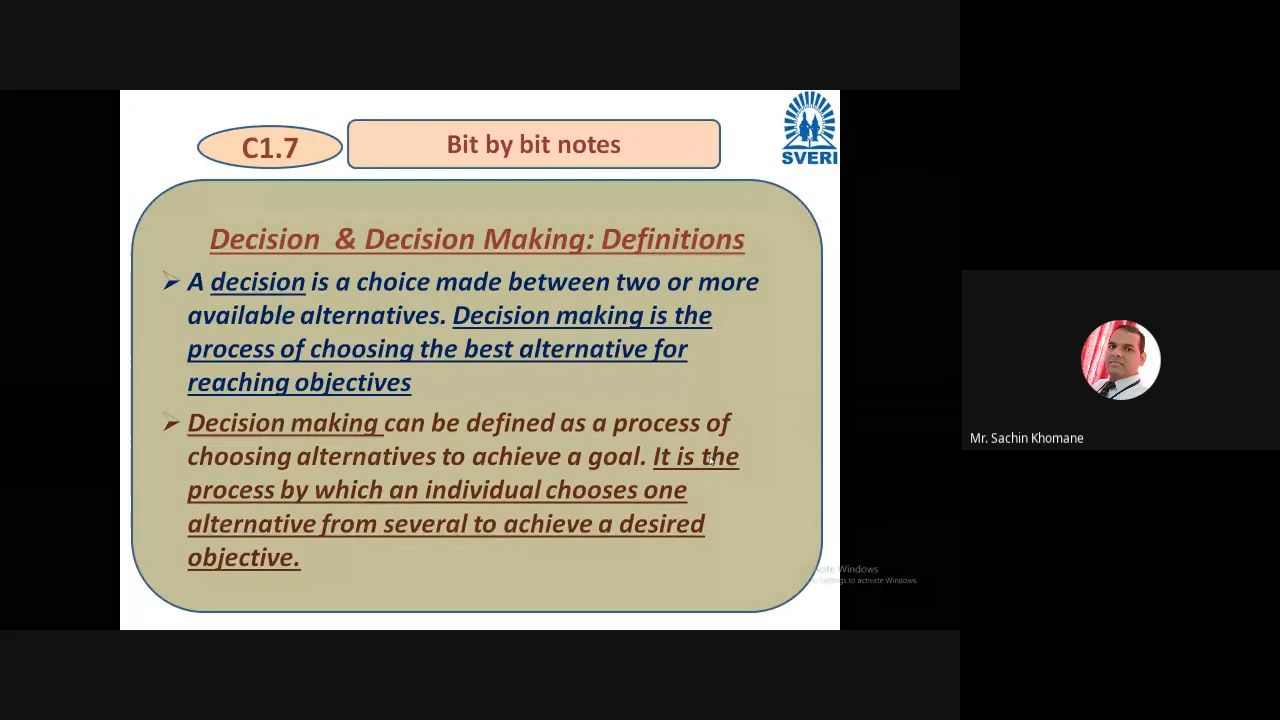 C1.7
Bit by bit notes
SVERI
Decision & Decision Making: Definitions
A decision is a choice made between two or more
available alternatives. Decision making is the
process of choosing the best alternative for
reaching objectives
Decision making can be defined as a process of
choosing alternatives to achieve a goal. It is the
process by which an individual chooses one
alternative from several to achieve a desired
objective.
Windows
Settings to activate Windows.
Mr. Sachin Khomane